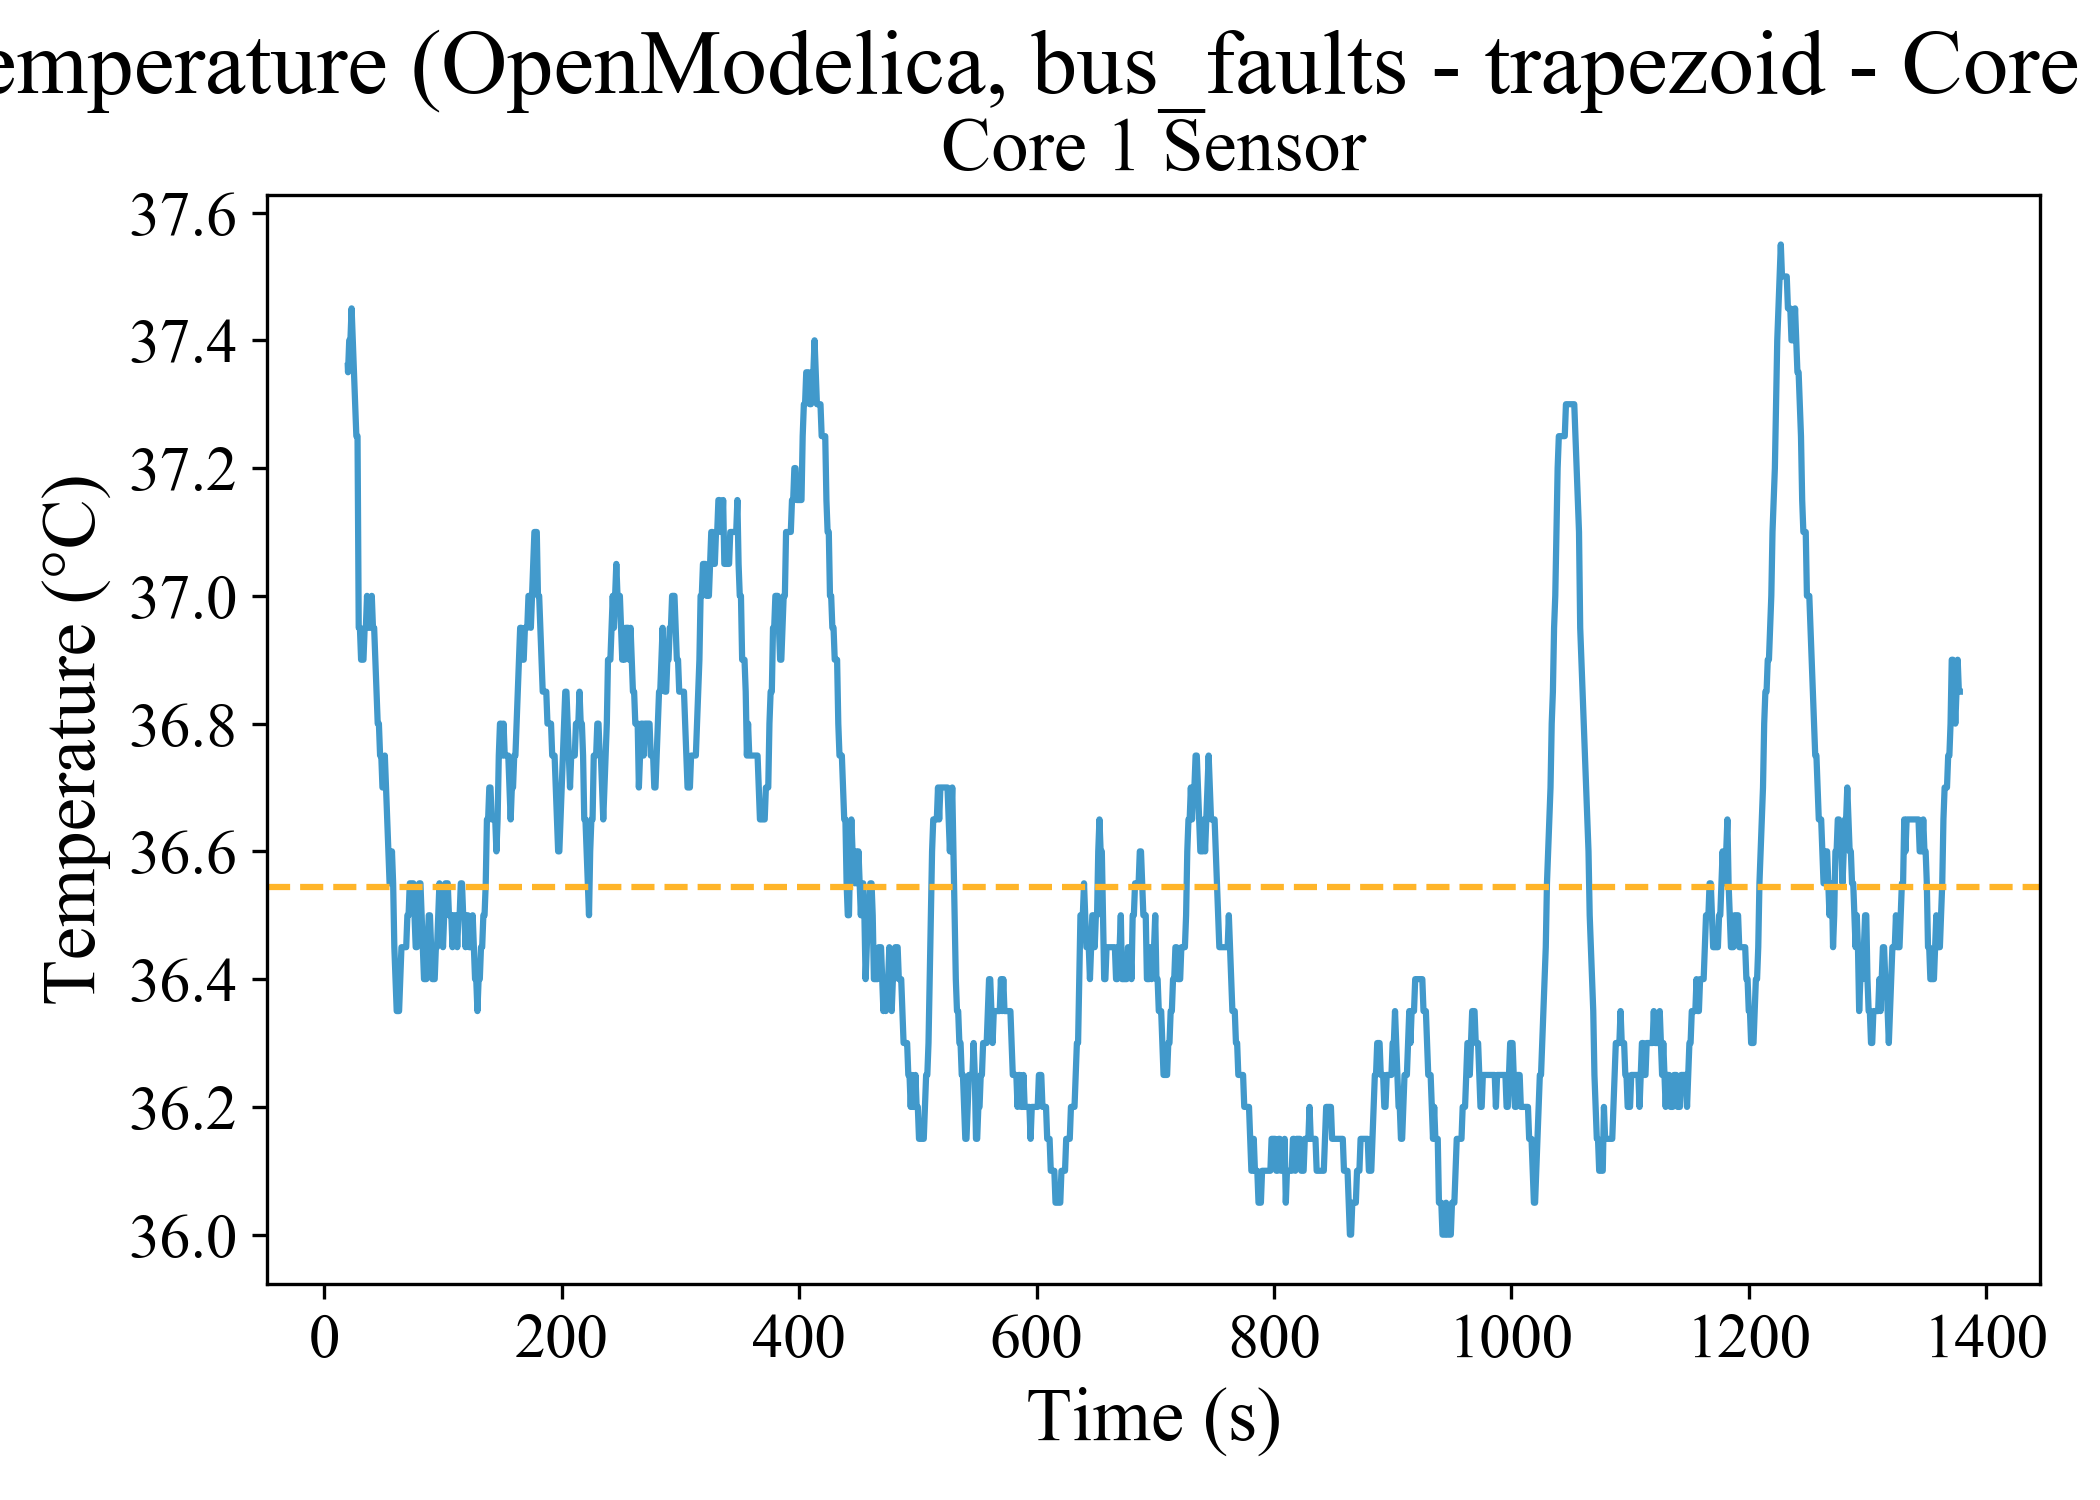 emperature (OpenModelica, bus_faults - trapezoid - Core
Core 1 Sensor
37.6
37.4
37.2
37.0
36.8
36.6
36.4
36.2
36.0
Temperature (°C)
0 200 400 600 800 1000 1200 1400
Time (s)